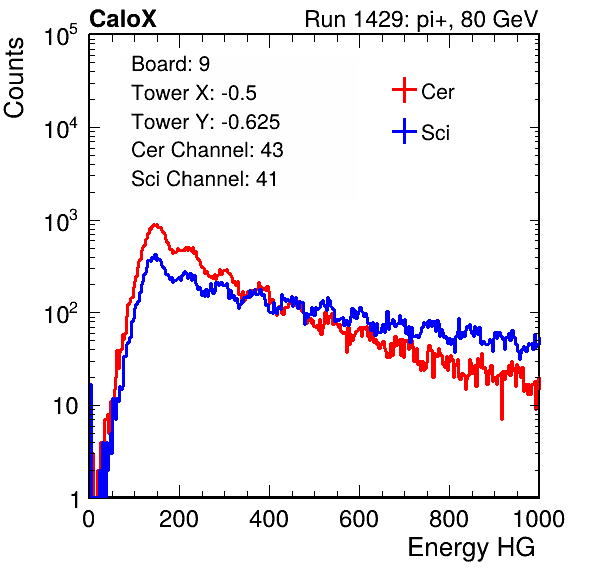 CaloX Run 1429: pi+, 80 GeV
Counts
10^5
10^4
10^3
10^2
10
1
Board: 9
Tower X: -0.5
Tower Y: -0.625
Cer Channel: 43
Sci Channel: 41
Cer
Sci
0 200 400 600 800 1000
Energy HG